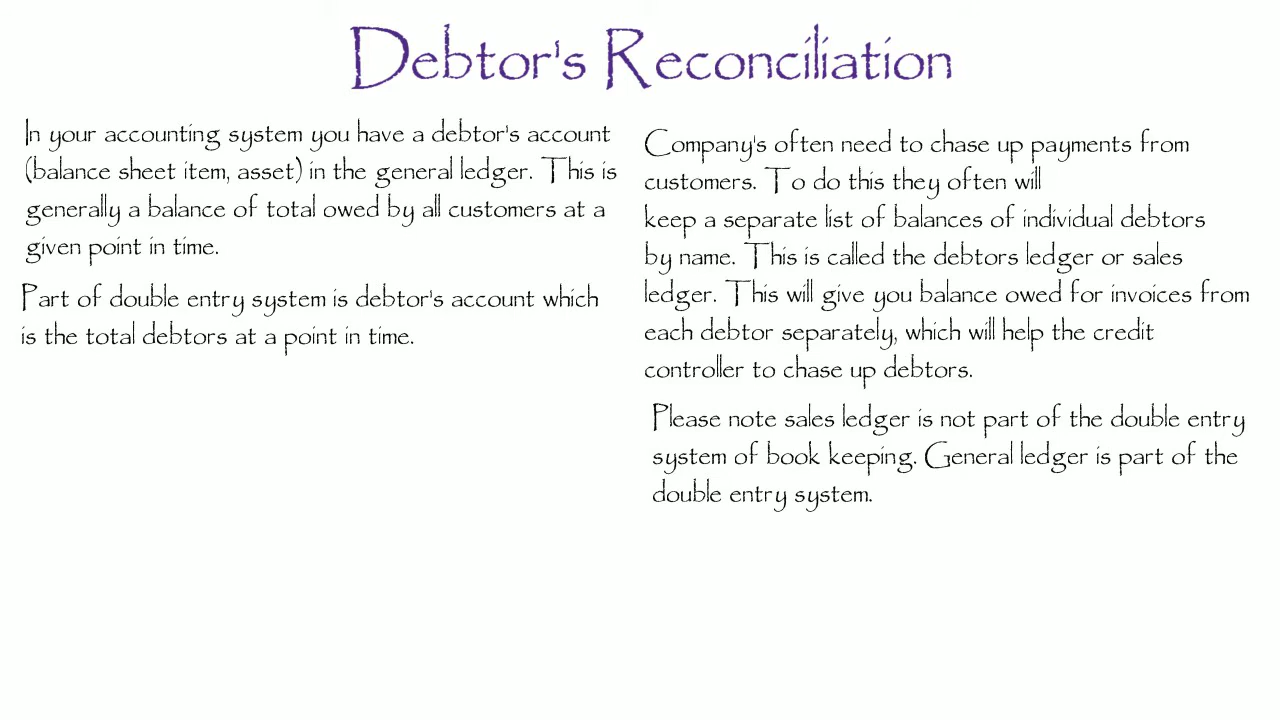 Debtor's Reconciliation
In your accounting system you have a debtor's account
(balance sheet item, asset) in the general ledger. This is
generally a balance of total owed by all customers at a
given point in time.
Part of double entry system is debtor's account which
is the total debtors at a point in time.
Company's often need to chase up payments from
customers. To do this they often will
keep a separate list of balances of individual debtors
by name. This is called the debtors ledger or sales
ledger. This will give you balance owed for invoices from
each debtor separately, which will help the credit
controller to chase up debtors.
Please note sales ledger is not part of the double entry
system of book keeping. General ledger is part of the
double entry system.